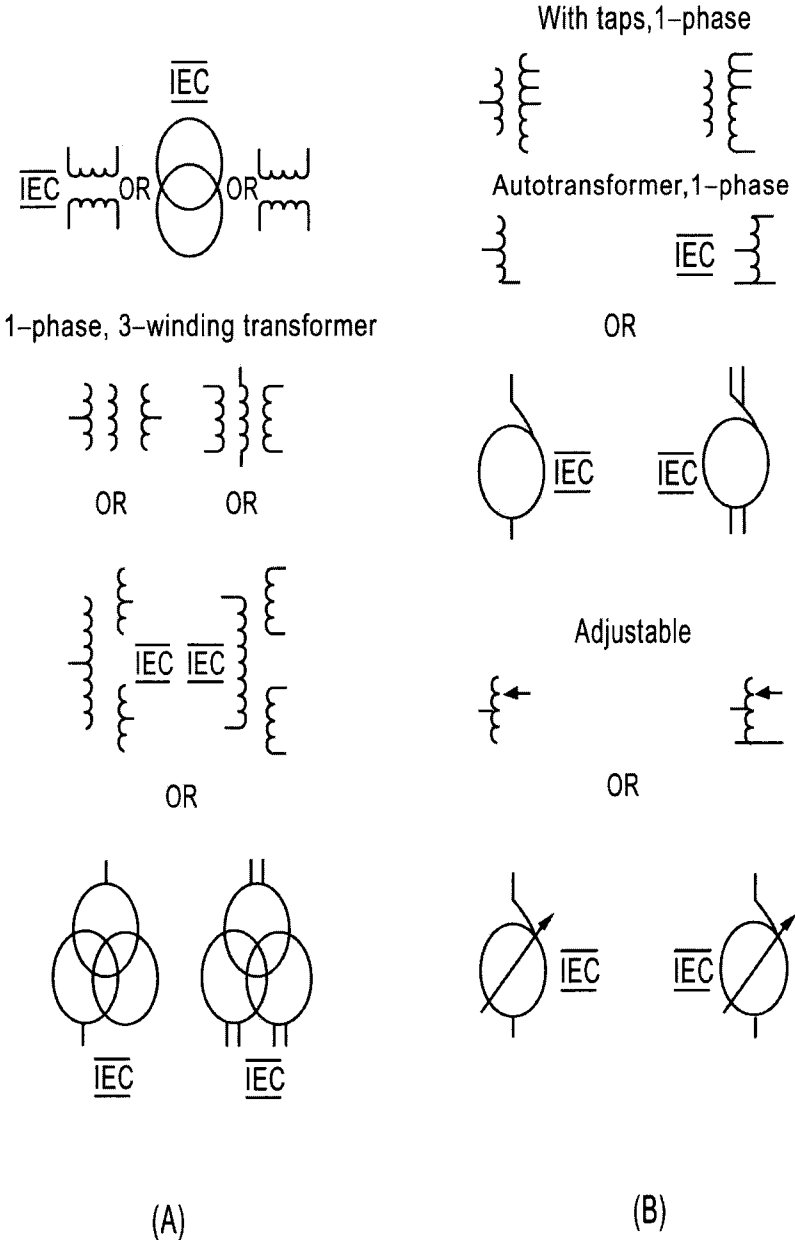 IEC
IEC OR OR
1–phase, 3–winding transformer
OR OR
IEC IEC
OR
IEC IEC
(A)
With taps,1–phase
Autotransformer,1–phase
IEC
OR
IEC IEC
Adjustable
OR
IEC IEC
(B)